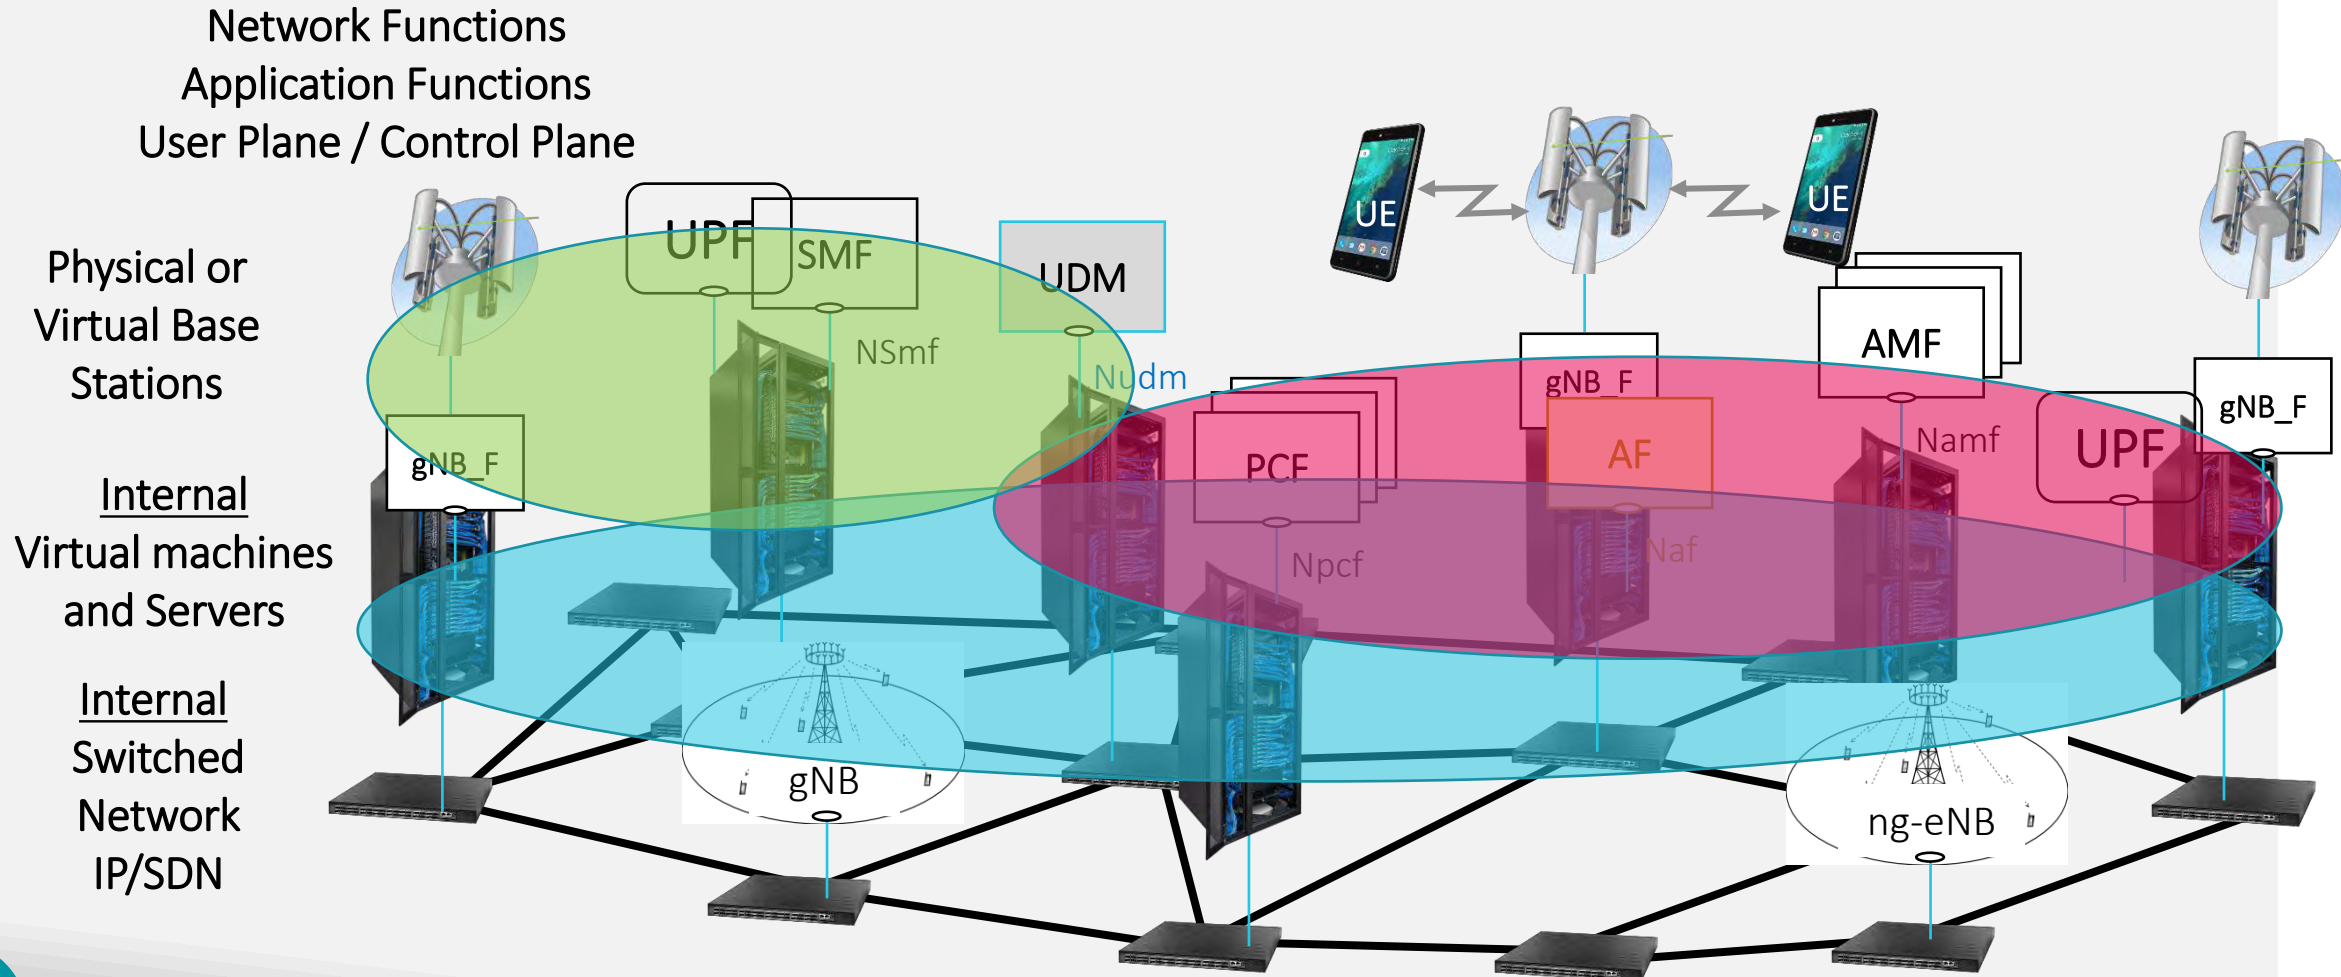 Network Functions
Application Functions
User Plane / Control Plane
Physical or
Virtual Base
Stations
Internal
Virtual machines
and Servers
Internal
Switched
Network
IP/SDN
UPF
SMF
NSmf
UDM
Nudm
gNB_F
UE
UE
gNB_F
AMF
Namf
PCF
Npcf
AF
Naf
UPF
gNB_F
gNB
ng-eNB